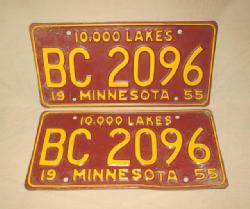 10,000 LAKES
BC 2096
19 MINNESOTA 55
10,000 LAKES
BC 2096
19 MINNESOTA 55